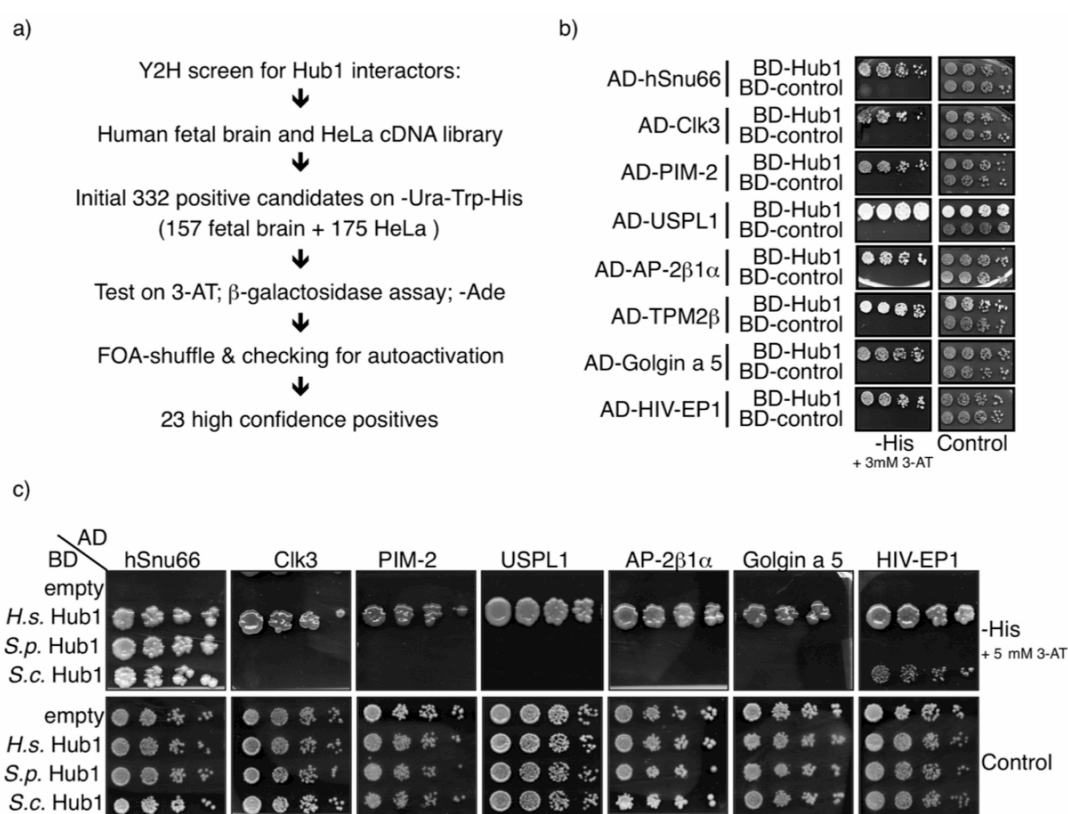 a)
Y2H screen for Hub1 interactors:
Human fetal brain and HeLa cDNA library
Initial 332 positive candidates on -Ura-Trp-His
(157 fetal brain + 175 HeLa )
Test on 3-AT; β-galactosidase assay; -Ade
FOA-shuffle & checking for autoactivation
23 high confidence positives
b)
AD-hSnu66 BD-Hub1
BD-control
AD-Clk3 BD-Hub1
BD-control
AD-PIM-2 BD-Hub1
BD-control
AD-USPL1 BD-Hub1
BD-control
AD-AP-2β1α BD-Hub1
BD-control
AD-TPM2β BD-Hub1
BD-control
AD-Golgin a 5 BD-Hub1
BD-control
AD-HIV-EP1 BD-Hub1
BD-control
-His Control
+ 3mM 3-AT
c)
AD
BD hSnu66 Clk3 PIM-2 USPL1 AP-2β1α Golgin a 5 HIV-EP1
empty
H.s. Hub1
S.p. Hub1
S.c. Hub1
-His
+ 5 mM 3-AT
empty
H.s. Hub1
S.p. Hub1
S.c. Hub1
Control